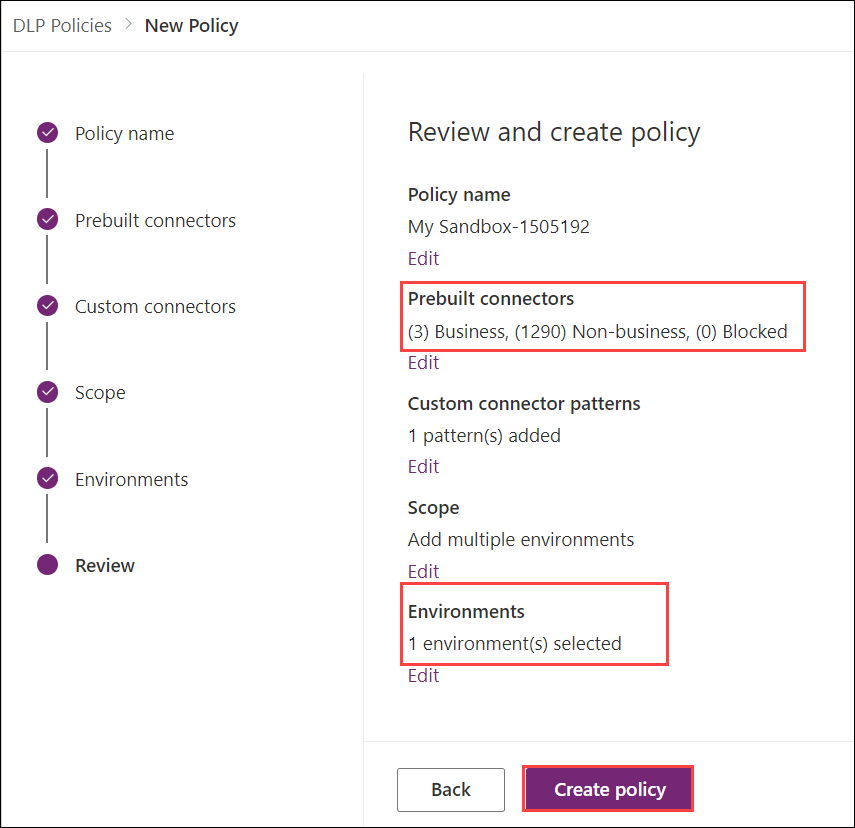 DLP Policies > New Policy
Policy name
Prebuilt connectors
Custom connectors
Scope
Environments
Review
Review and create policy
Policy name
My Sandbox-1505192
Edit
Prebuilt connectors
(3) Business, (1290) Non-business, (0) Blocked
Edit
Custom connector patterns
1 pattern(s) added
Edit
Scope
Add multiple environments
Edit
Environments
1 environment(s) selected
Edit
Back
Create policy